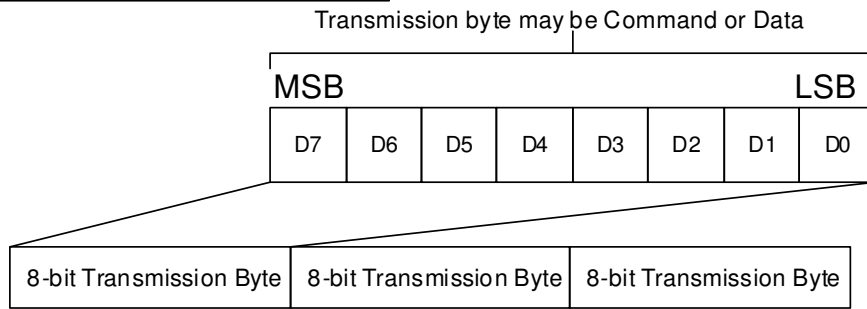 Transmission byte may be Command or Data
MSB LSB
D7 D6 D5 D4 D3 D2 D1 D0
8-bit Transmission Byte 8-bit Transmission Byte 8-bit Transmission Byte